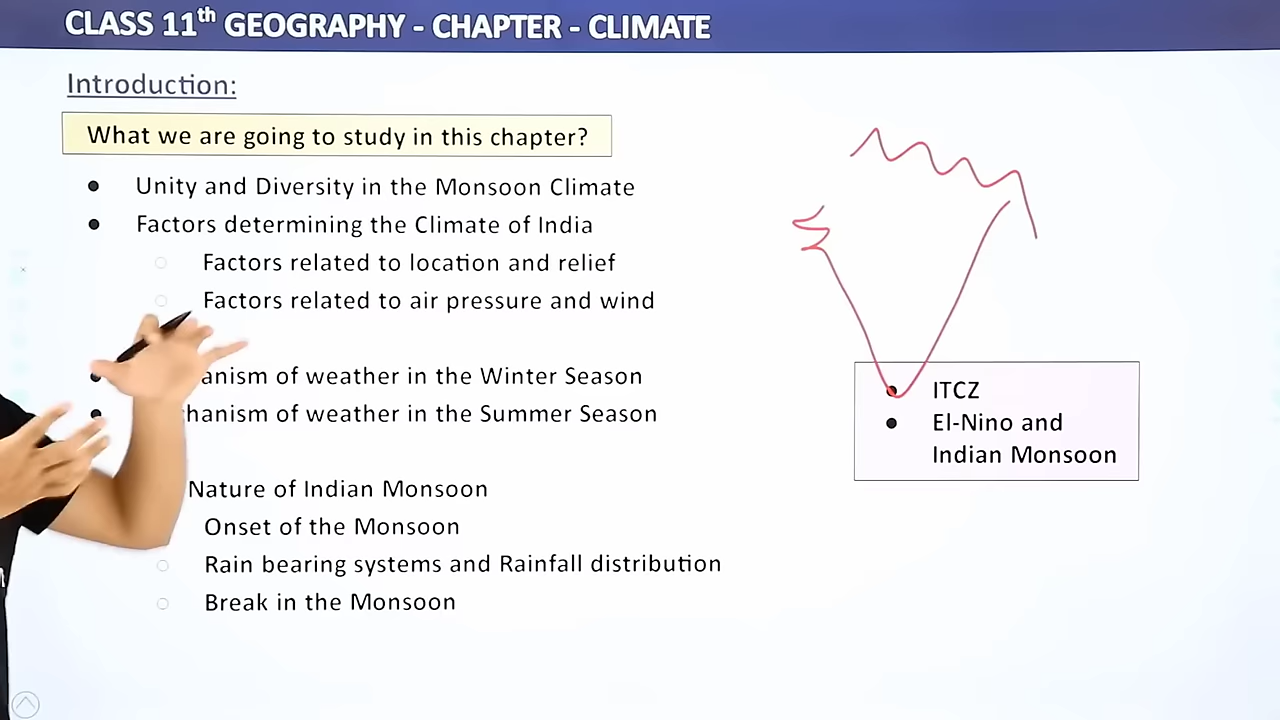 CLASS 11th GEOGRAPHY - CHAPTER - CLIMATE
Introduction:
What we are going to study in this chapter?
● Unity and Diversity in the Monsoon Climate
● Factors determining the Climate of India
○ Factors related to location and relief
○ Factors related to air pressure and wind
● anism of weather in the Winter Season
● hanism of weather in the Summer Season
Nature of Indian Monsoon
Onset of the Monsoon
○ Rain bearing systems and Rainfall distribution
○ Break in the Monsoon
● ITCZ
● El-Nino and
Indian Monsoon